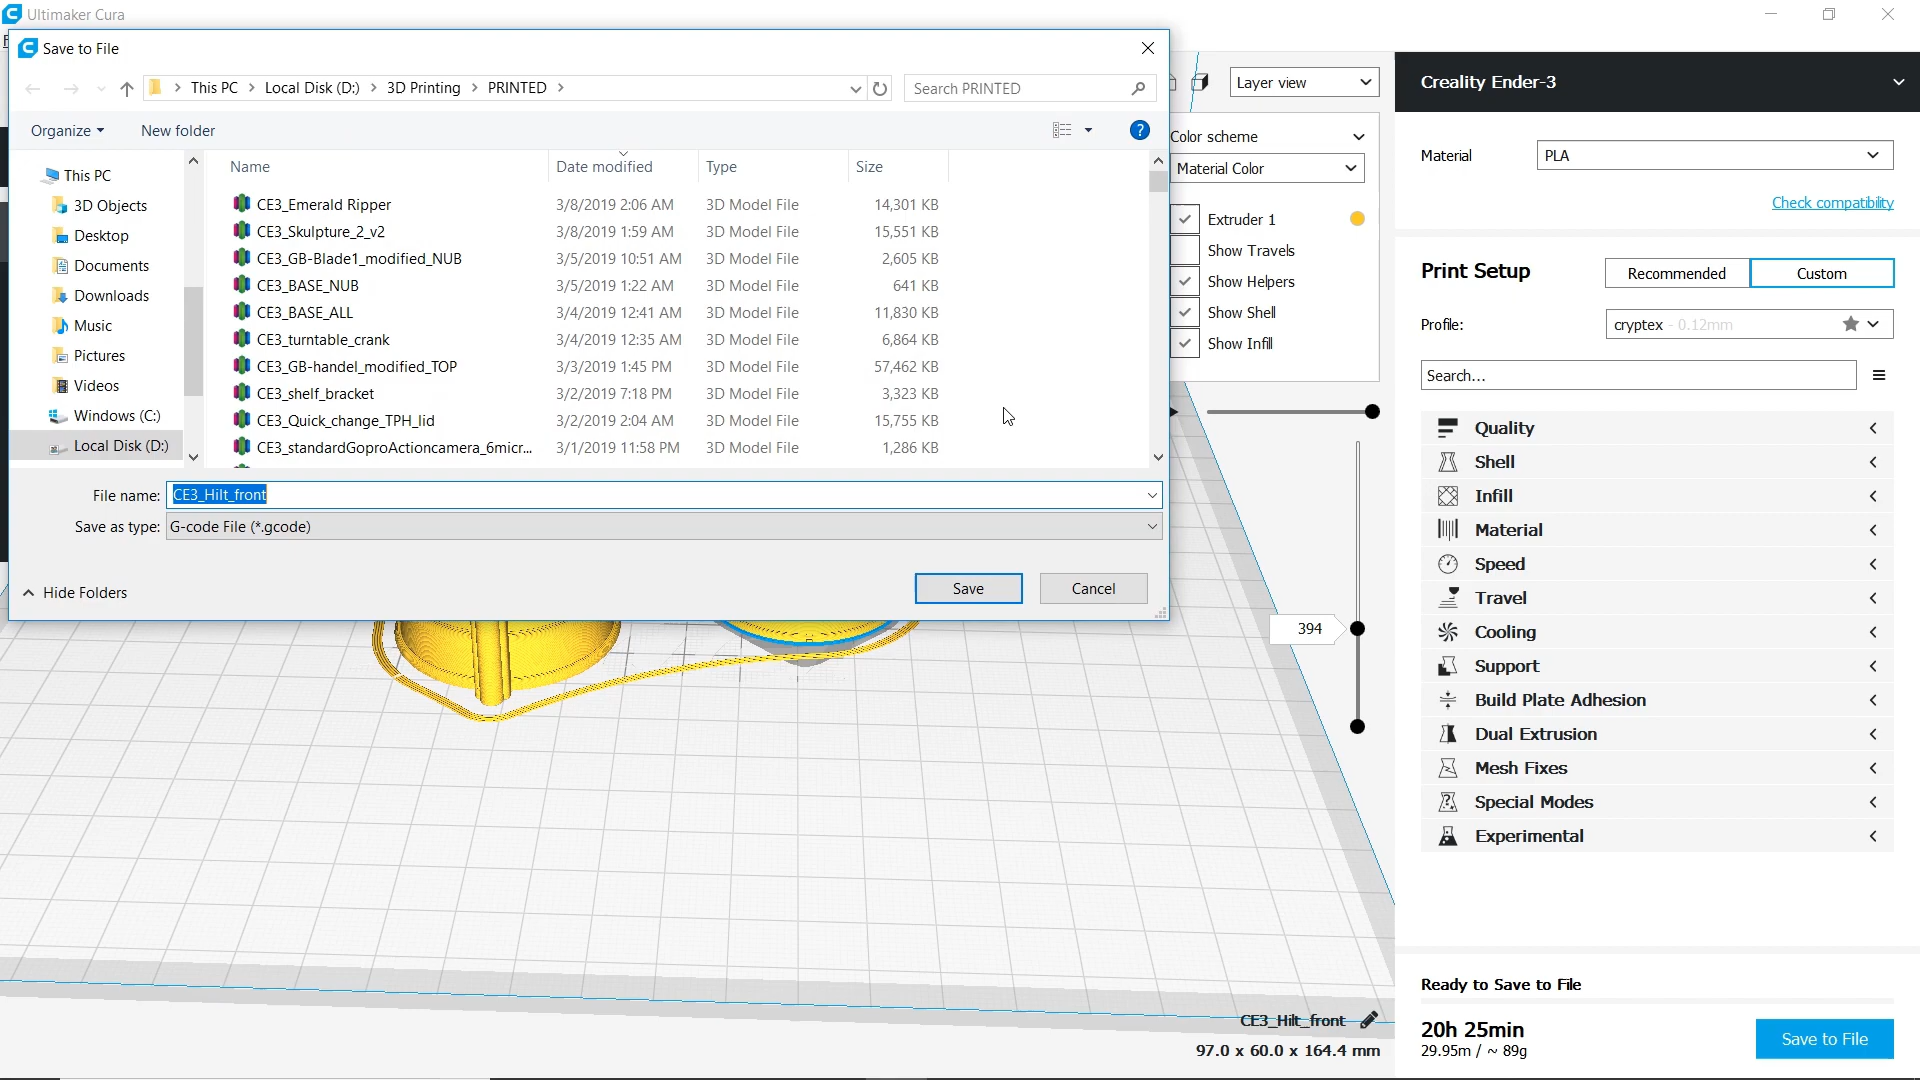 Ultimaker Cura
Save to File
This PC > Local Disk (D:) > 3D Printing > PRINTED >
Search PRINTED
Organize
New folder
?
Name
Date modified
Type
Size
This PC
3D Objects
Desktop
Documents
Downloads
Music
Pictures
Videos
Windows (C:)
Local Disk (D:)
CE3_Emerald Ripper 3/8/2019 2:06 AM 3D Model File 14,301 KB
CE3_Skulpture_2_v2 3/8/2019 1:59 AM 3D Model File 15,551 KB
CE3_GB-Blade1_modified_NUB 3/5/2019 10:51 AM 3D Model File 2,605 KB
CE3_BASE_NUB 3/5/2019 1:22 AM 3D Model File 641 KB
CE3_BASE_ALL 3/4/2019 12:41 AM 3D Model File 11,830 KB
CE3_turntable_crank 3/4/2019 12:35 AM 3D Model File 6,864 KB
CE3_GB-handel_modified_TOP 3/3/2019 1:45 PM 3D Model File 57,462 KB
CE3_shelf_bracket 3/2/2019 7:18 PM 3D Model File 3,323 KB
CE3_Quick_change_TPH_lid 3/2/2019 2:04 AM 3D Model File 15,755 KB
CE3_standardGoproActioncamera_6micr... 3/1/2019 11:58 PM 3D Model File 1,286 KB
File name: CE3_Hilt_front
Save as type: G-code File (*.gcode)
Hide Folders
Save
Cancel
Layer view
Color scheme
Material Color
Extruder 1
Show Travels
Show Helpers
Show Shell
Show Infill
394
CE3_Hilt_front
97.0 x 60.0 x 164.4 mm
Creality Ender-3
Material
PLA
Check compatibility
Print Setup
Recommended
Custom
Profile:
cryptex - 0.12mm
Search...
Quality
Shell
Infill
Material
Speed
Travel
Cooling
Support
Build Plate Adhesion
Dual Extrusion
Mesh Fixes
Special Modes
Experimental
Ready to Save to File
20h 25min
29.95m / ~ 89g
Save to File